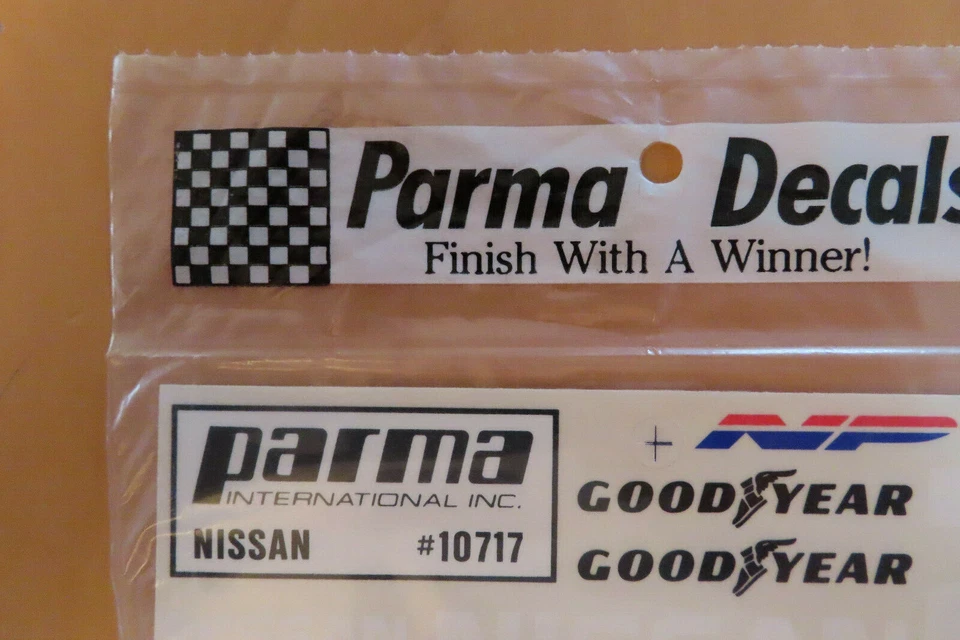 Parma Decals
Finish With A Winner!
parma
INTERNATIONAL INC.
NISSAN #10717
NP
GOODYEAR
GOODYEAR